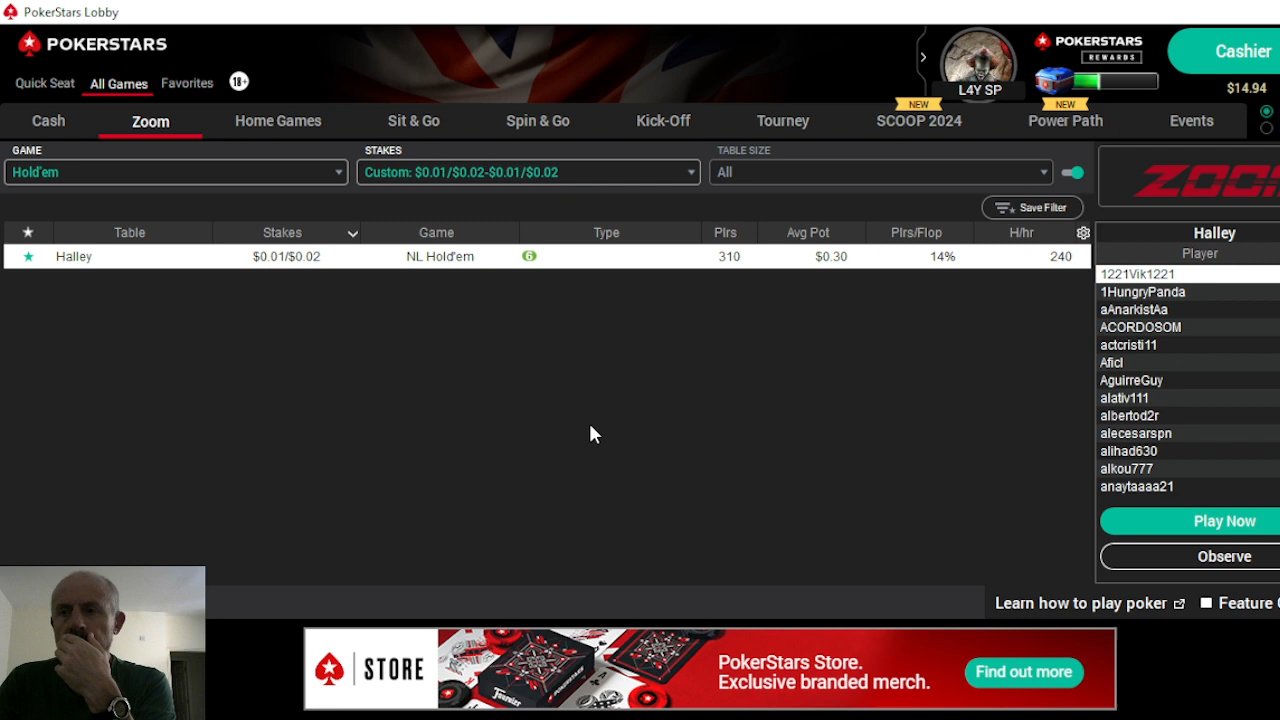 PokerStars Lobby
POKERSTARS
Quick Seat All Games Favorites 18+
L4Y SP
POKERSTARS
REWARDS
Cashier
$14.94
Cash Zoom Home Games Sit & Go Spin & Go Kick-Off Tourney NEW SCOOP 2024 NEW Power Path Events
GAME STAKES TABLE SIZE
Hold'em Custom: $0.01/$0.02-$0.01/$0.02 All
ZOO
Save Filter
Table Stakes Game Type Plrs Avg Pot Plrs/Flop H/hr
Halley $0.01/$0.02 NL Hold'em 6 310 $0.30 14% 240
Halley
Player
1221Vik1221
1HungryPanda
aAnarkistAa
ACORDOSOM
actcristi11
Aficl
AguirreGuy
alativ111
albertod2r
alecesarspn
alihad630
alkou777
anaytaaaa21
Play Now
Observe
Learn how to play poker Feature
STORE
PokerStars Store.
Exclusive branded merch.
Find out more